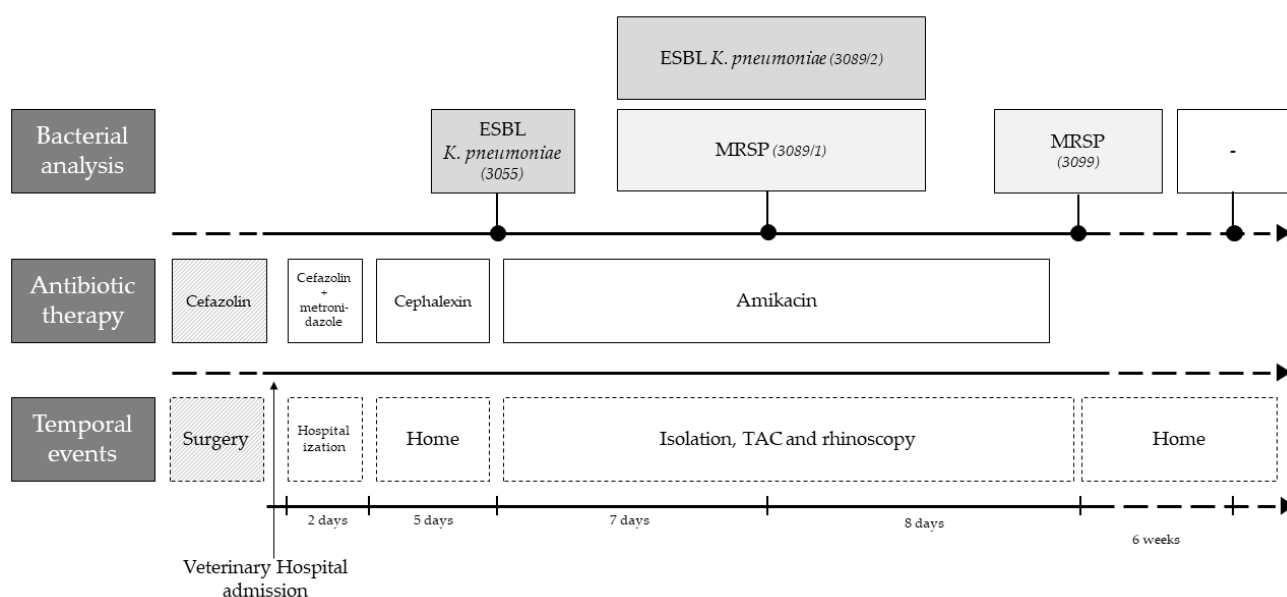 ESBL K. pneumoniae (3089/2)
Bacterial
analysis
ESBL
K. pneumoniae
(3055)
MRSP (3089/1)
MRSP
(3099)
-
Antibiotic
therapy
Cefazolin
Cefazolin
+
metroni-
dazole
Cephalexin
Amikacin
Temporal
events
Surgery
Hospital
ization
Home
Isolation, TAC and rhinoscopy
Home
2 days
5 days
7 days
8 days
6 weeks
Veterinary Hospital
admission